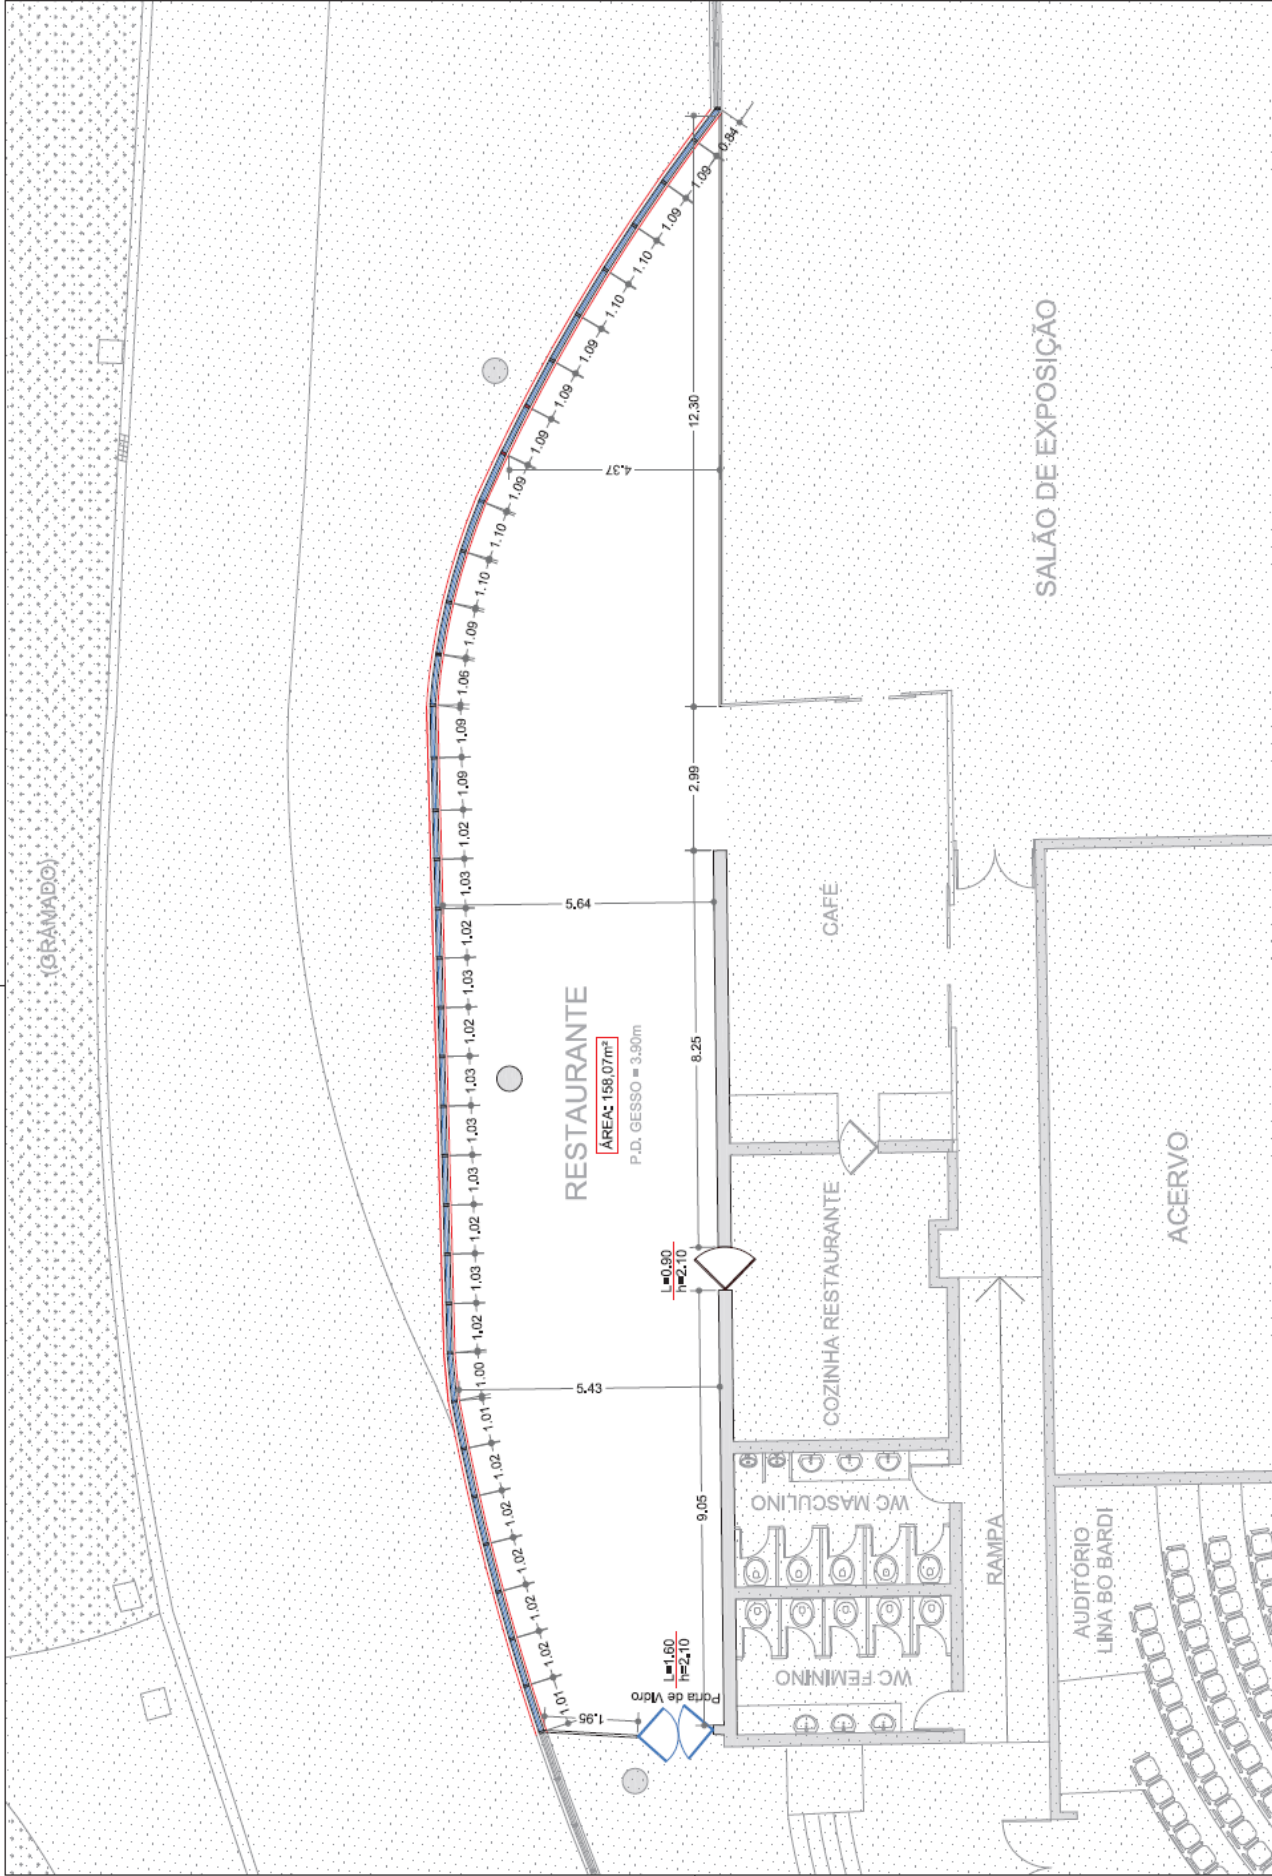 (GRAMADO)
0.84
1.09
1.09
1.10
1.10
1.09
1.09
1.09
1.09
1.10
1.10
1.09
1.06
1.09
1.09
1.02
1.03
1.02
1.03
1.02
1.03
1.03
1.03
1.02
1.03
1.02
1.00
1.01
1.02
1.02
1.02
1.02
1.02
1.01
1.95
12.30
4.37
2.99
5.64
8.25
5.43
9.05
RESTAURANTE
ÁREA: 158,07m²
P.D. GESSO = 3.90m
L=0.90
h=2.10
L=1.60
h=2.10
Porta de Vidro
SALÃO DE EXPOSIÇÃO
CAFÉ
COZINHA RESTAURANTE
WC MASCULINO
WC FEMININO
RAMPA
ACERVO
AUDITÓRIO
LINA BO BARDI